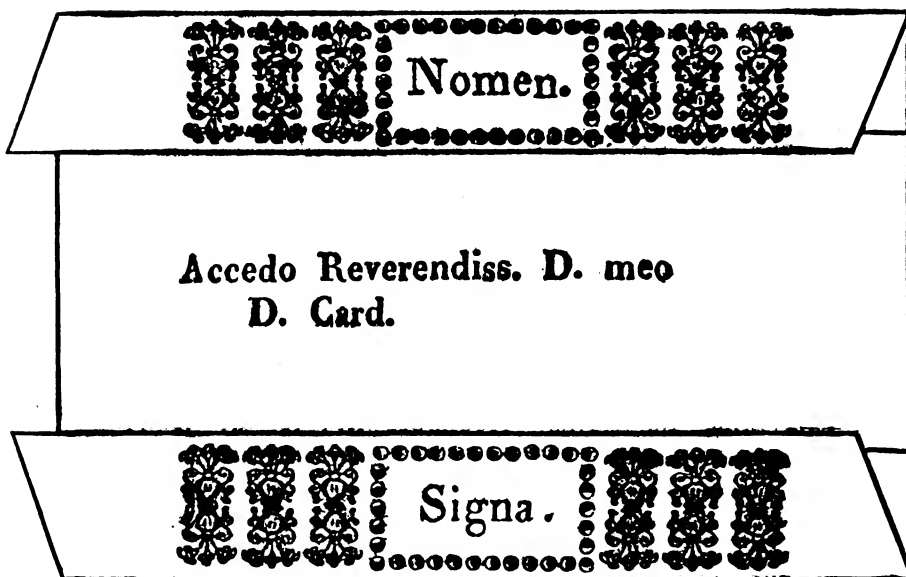 Nomen.
Accedo Reverendiss. D. meo
D. Card.
Signa.